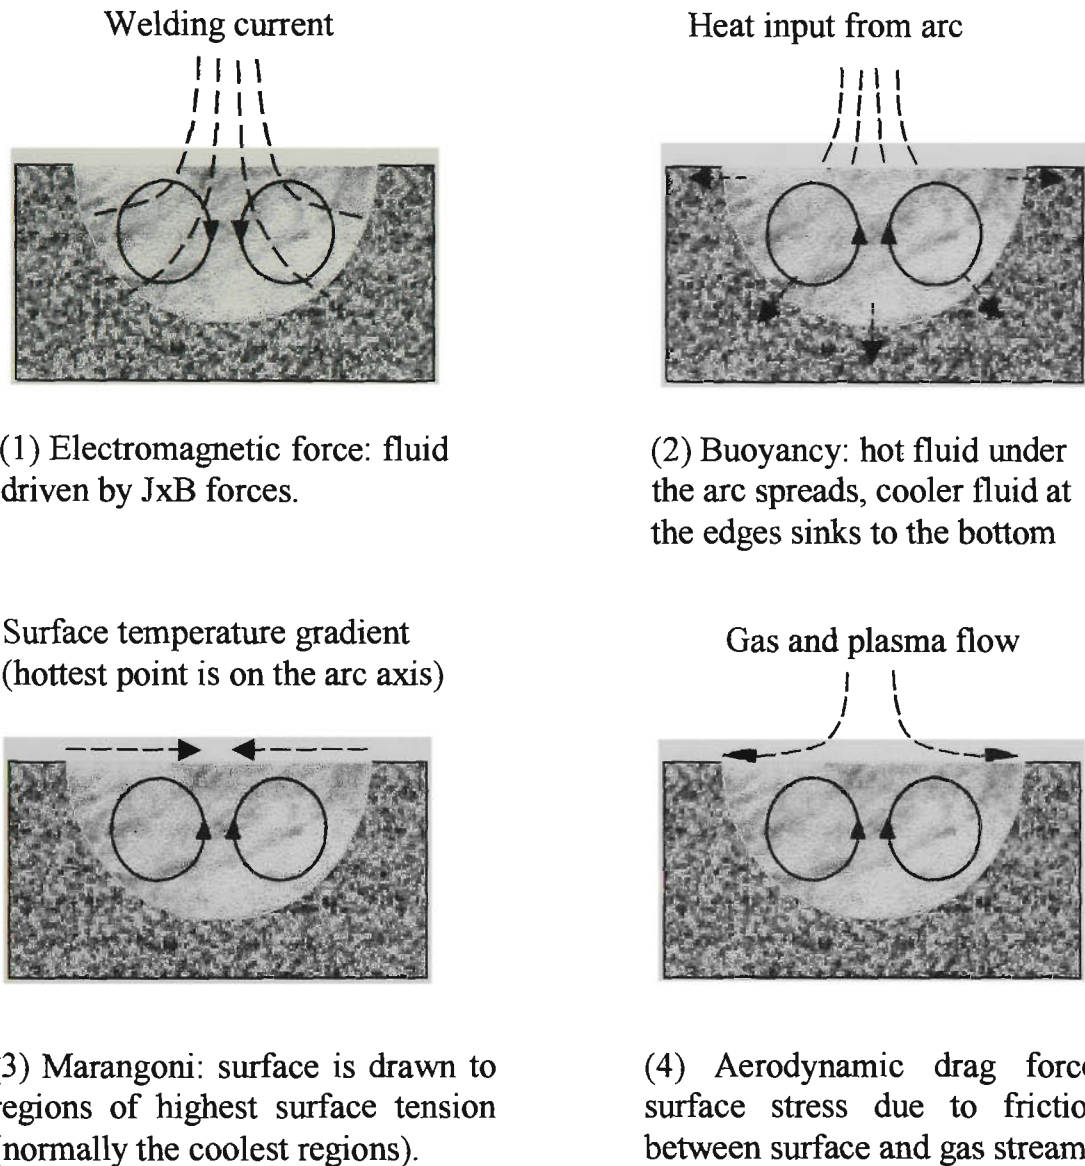 Welding current
Heat input from arc
(1) Electromagnetic force: fluid
driven by JxB forces.
(2) Buoyancy: hot fluid under
the arc spreads, cooler fluid at
the edges sinks to the bottom
Surface temperature gradient
(hottest point is on the arc axis)
Gas and plasma flow
(3) Marangoni: surface is drawn to
regions of highest surface tension
(normally the coolest regions).
(4) Aerodynamic drag force
surface stress due to friction
between surface and gas stream